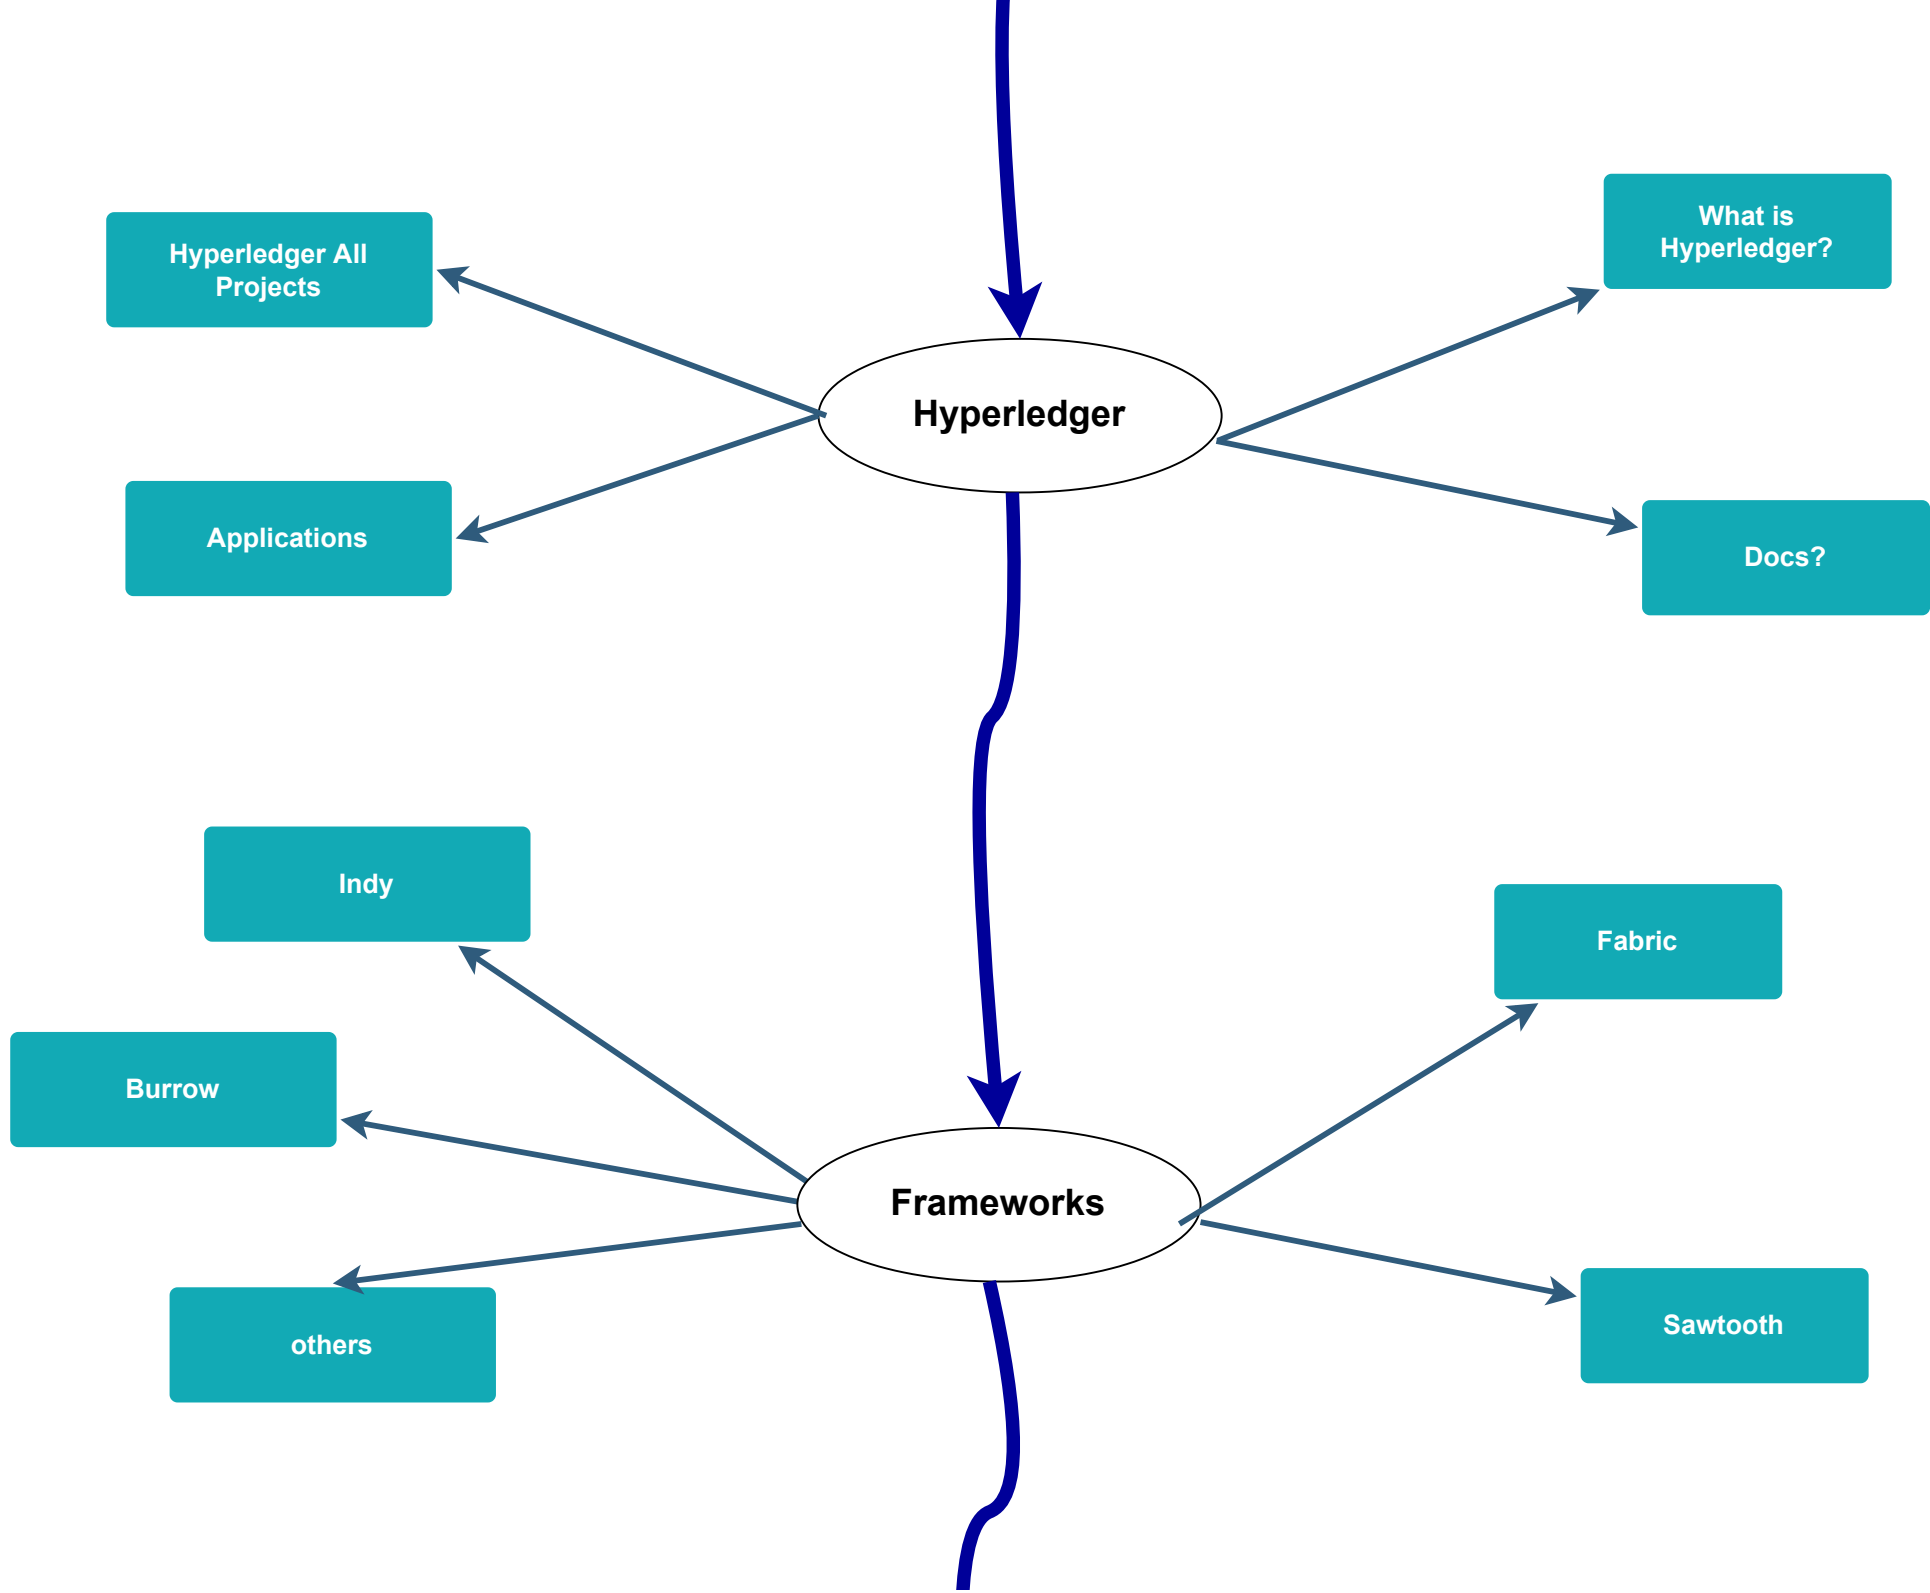 Hyperledger All
Projects
What is
Hyperledger?
Hyperledger
Applications
Docs?
Indy
Fabric
Burrow
Frameworks
others
Sawtooth